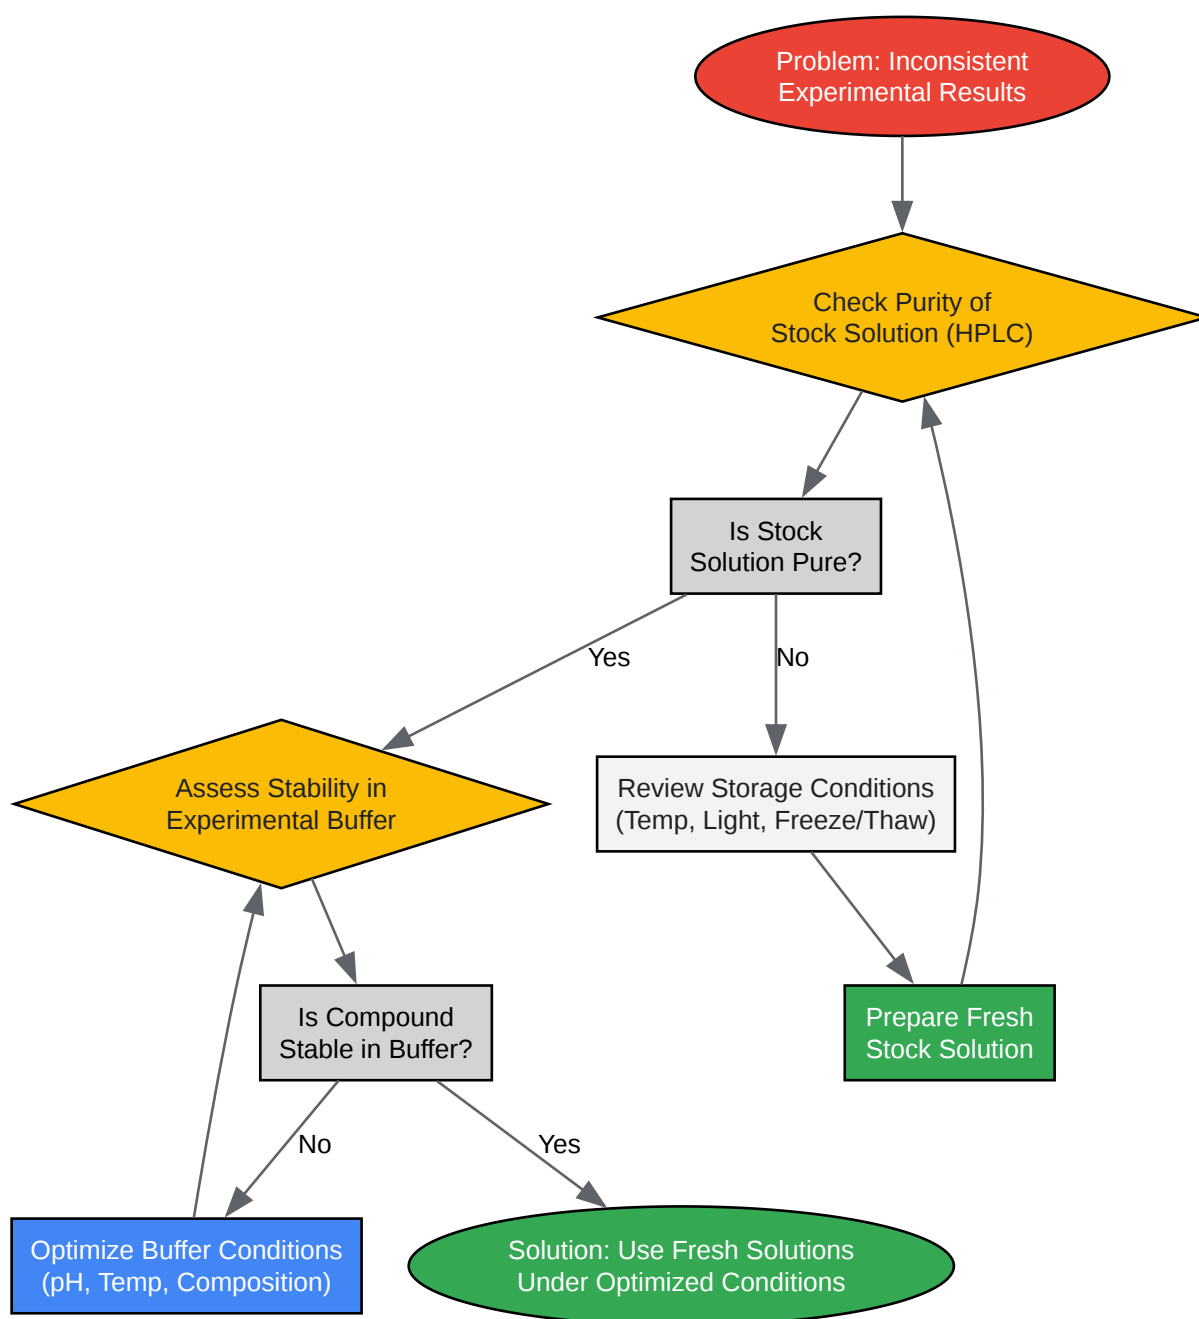 Problem: Inconsistent
Experimental Results
Check Purity of
Stock Solution (HPLC)
Is Stock
Solution Pure?
Yes
No
Assess Stability in
Experimental Buffer
Review Storage Conditions
(Temp, Light, Freeze/Thaw)
Is Compound
Stable in Buffer?
Prepare Fresh
Stock Solution
No
Yes
Optimize Buffer Conditions
(pH, Temp, Composition)
Solution: Use Fresh Solutions
Under Optimized Conditions